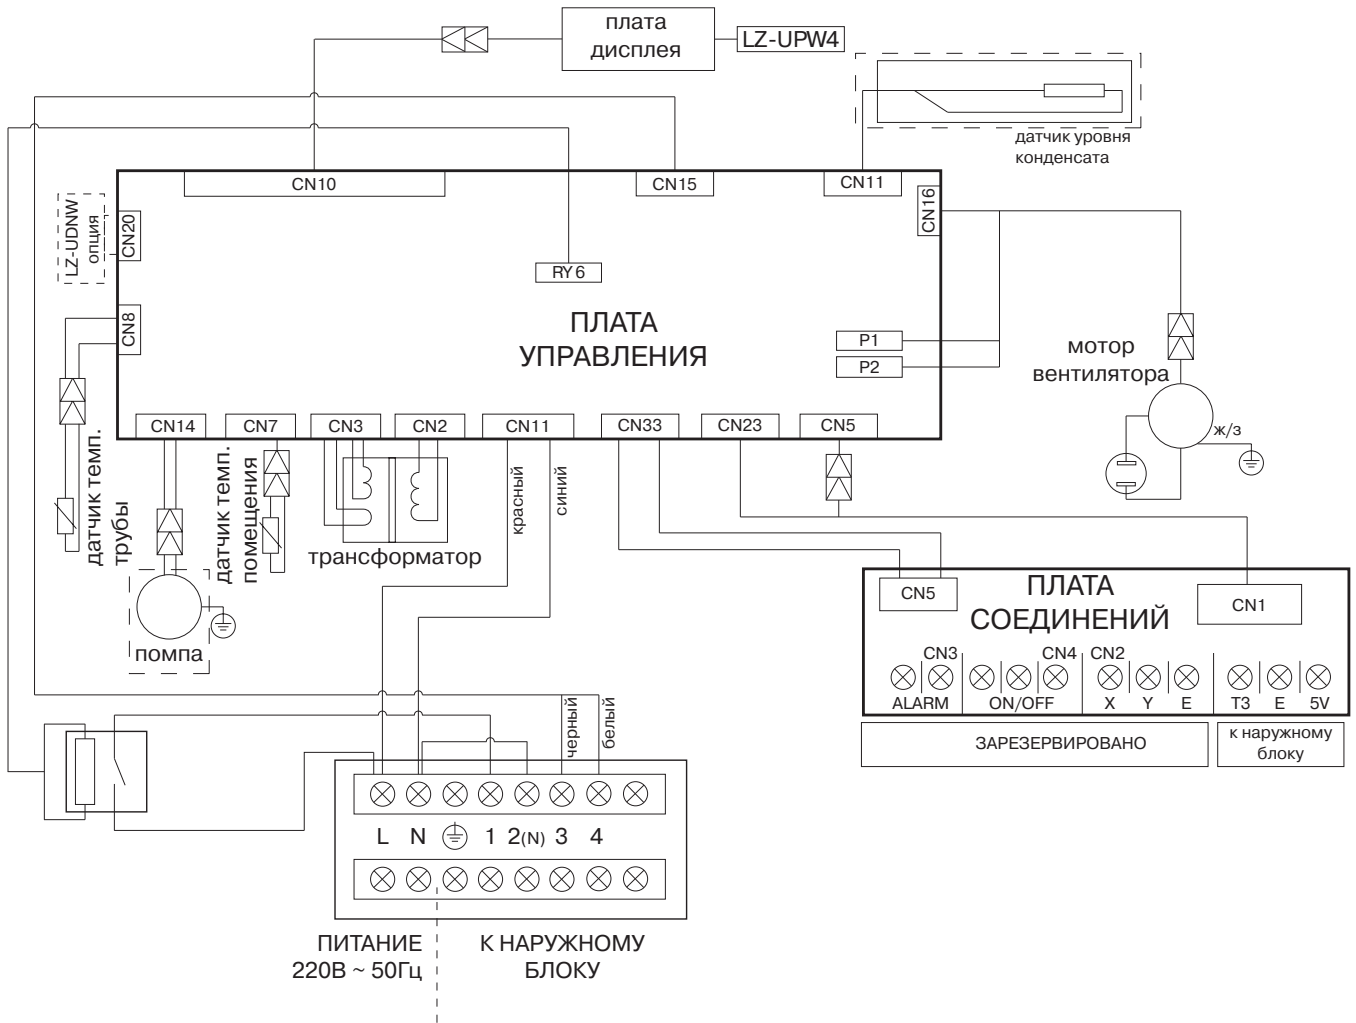 плата
дисплея
LZ-UPW4
датчик уровня
конденсата
CN10
CN15
CN11
CN16
LZ-UDNW
опция
CN20
RY6
CN8
ПЛАТА
УПРАВЛЕНИЯ
P1
P2
мотор
вентилятора
ж/з
CN14
CN7
CN3
CN2
CN11
CN33
CN23
CN5
датчик темп.
трубы
датчик темп.
помещения
трансформатор
красный
синий
помпа
ПЛАТА
СОЕДИНЕНИЙ
CN5
CN1
CN3
CN4
CN2
ALARM
ON/OFF
X
Y
E
T3
E
5V
ЗАРЕЗЕРВИРОВАНО
к наружному
блоку
черный
белый
L N 1 2(N) 3 4
ПИТАНИЕ
220В ~ 50Гц
К НАРУЖНОМУ
БЛОКУ